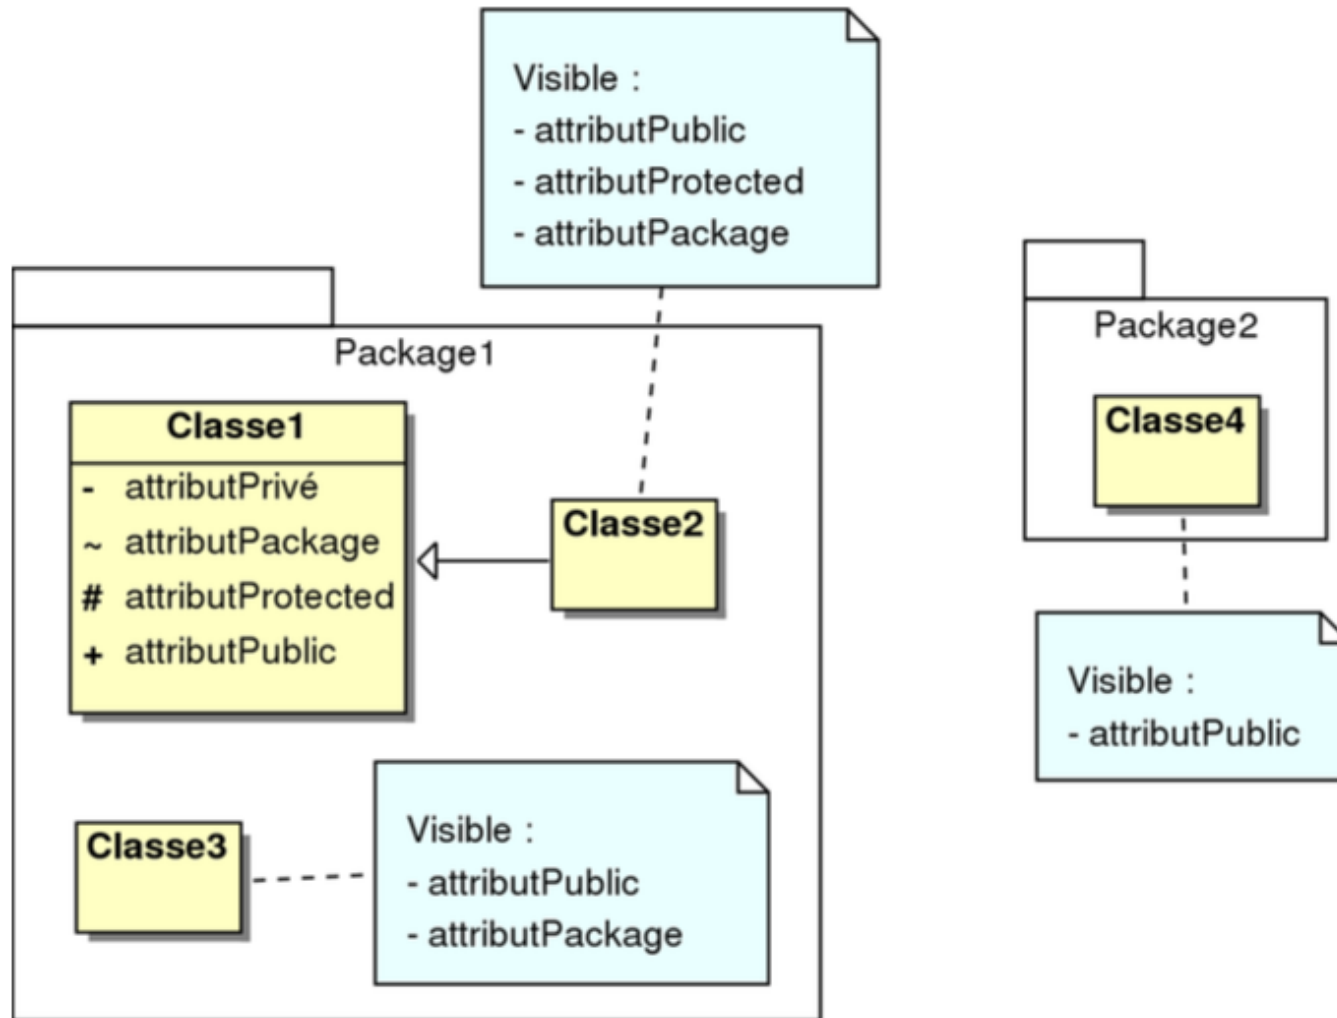 Visible :
- attributPublic
- attributProtected
- attributPackage
Package1
Classe1
- attributPrivé
~ attributPackage
# attributProtected
+ attributPublic
Classe2
Classe3
Visible :
- attributPublic
- attributPackage
Package2
Classe4
Visible :
- attributPublic